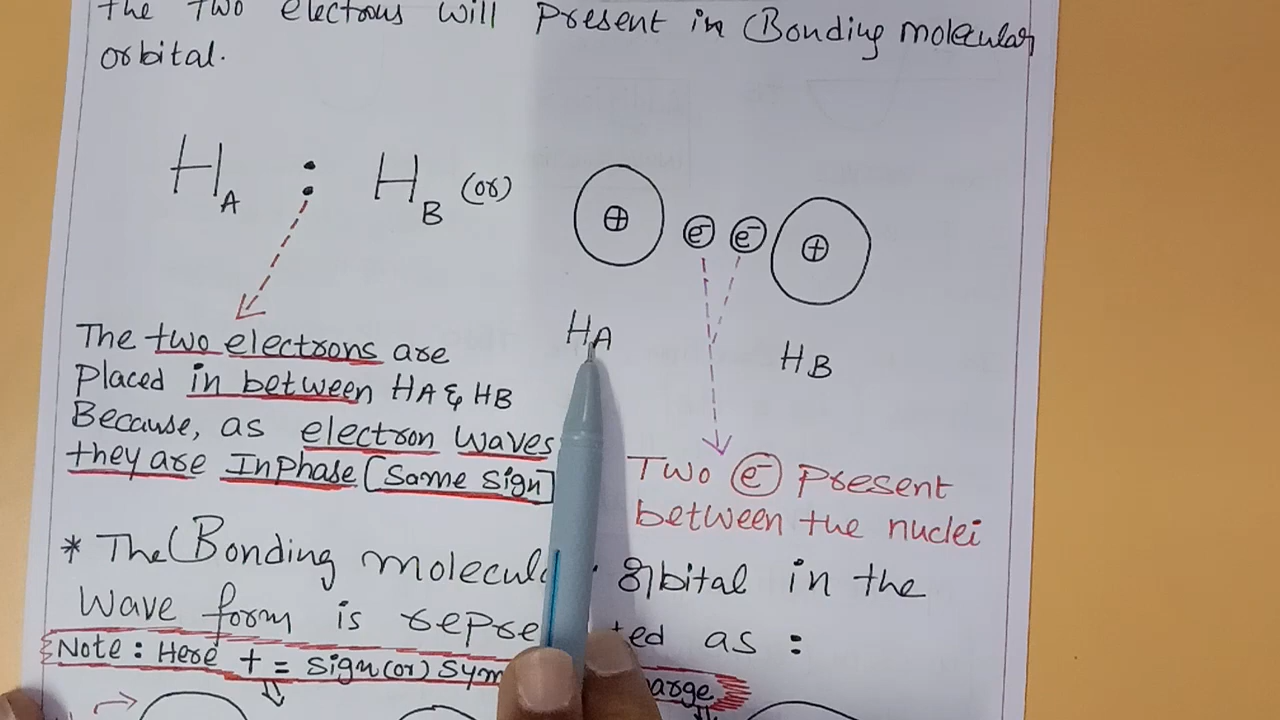 the two electrons will present in Bonding molecular
orbital.
H A : H B (or)
⊕ e⁻ e⁻ ⊕
HA
HB
The two electrons are
Placed in between HA & HB
Because, as electron waves
they are Inphase [Same sign]
Two e⁻ present
between the nuclei
* The Bonding molecul orbital in the
wave form is repre ted as :
Note: Here + = sign (or) Sym arge